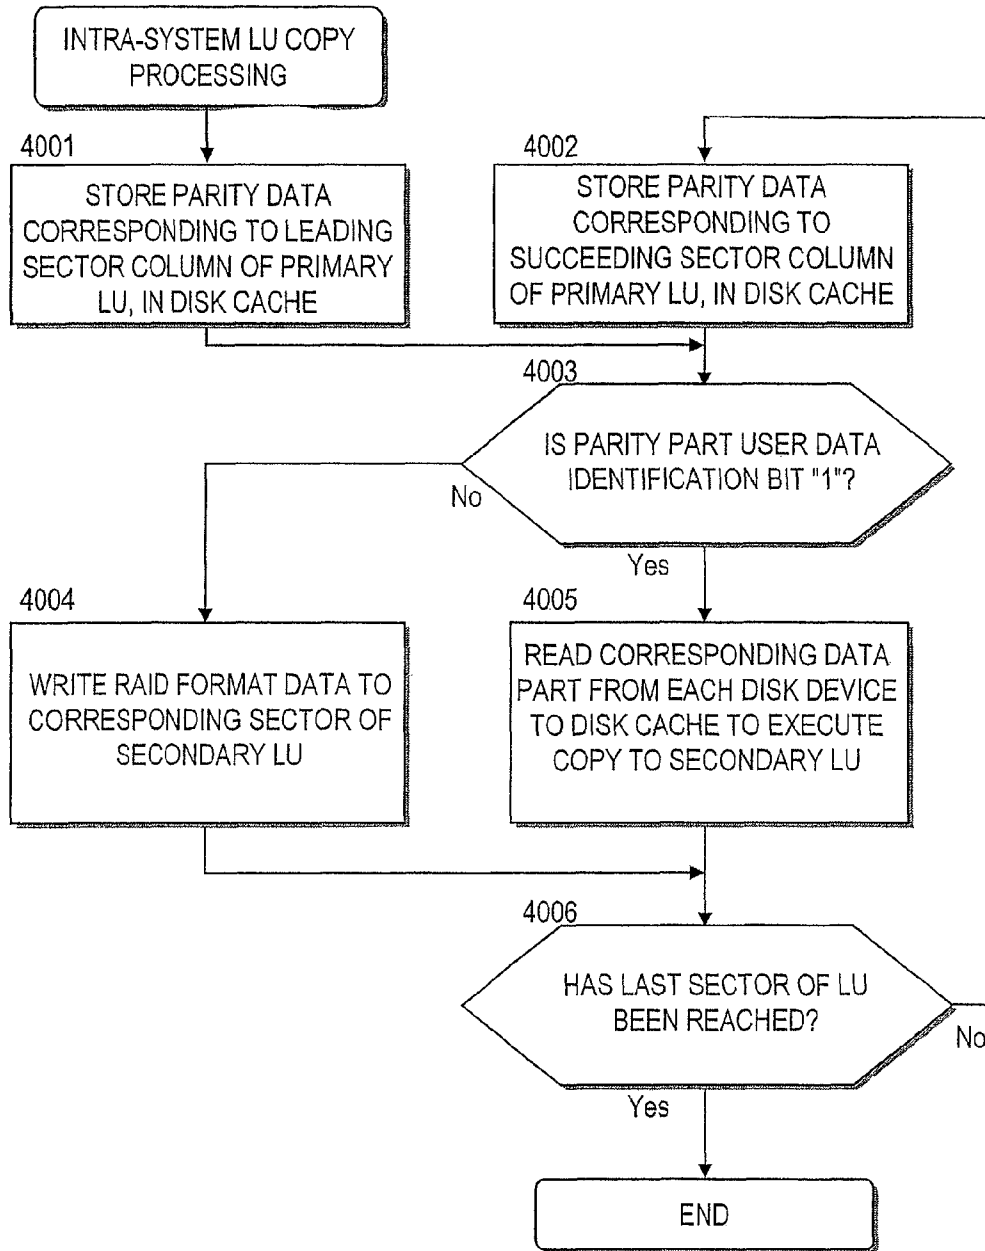 INTRA-SYSTEM LU COPY
PROCESSING
4001
STORE PARITY DATA
CORRESPONDING TO LEADING
SECTOR COLUMN OF PRIMARY
LU, IN DISK CACHE
4002
STORE PARITY DATA
CORRESPONDING TO
SUCCEEDING SECTOR COLUMN
OF PRIMARY LU, IN DISK CACHE
4003
IS PARITY PART USER DATA
IDENTIFICATION BIT "1"?
No
Yes
4004
WRITE RAID FORMAT DATA TO
CORRESPONDING SECTOR OF
SECONDARY LU
4005
READ CORRESPONDING DATA
PART FROM EACH DISK DEVICE
TO DISK CACHE TO EXECUTE
COPY TO SECONDARY LU
4006
HAS LAST SECTOR OF LU
BEEN REACHED?
No
Yes
END